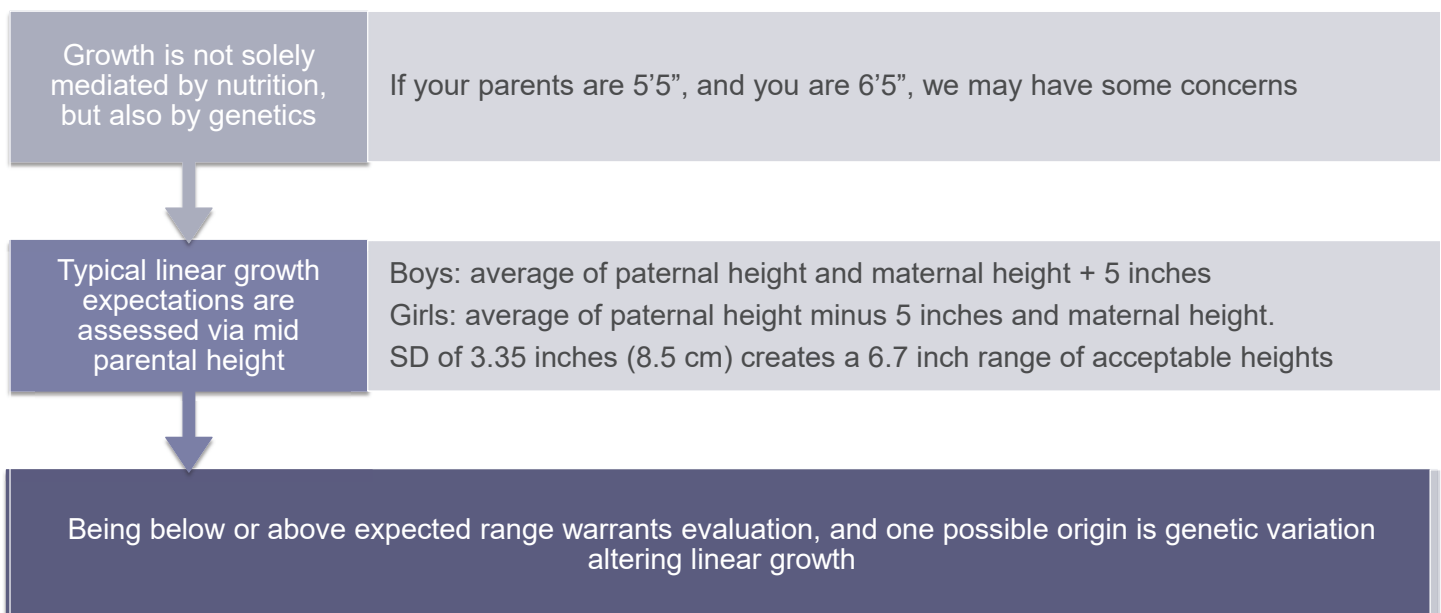 Growth is not solely
mediated by nutrition,
but also by genetics
If your parents are 5’5”, and you are 6’5”, we may have some concerns
Typical linear growth
expectations are
assessed via mid
parental height
Boys: average of paternal height and maternal height + 5 inches
Girls: average of paternal height minus 5 inches and maternal height.
SD of 3.35 inches (8.5 cm) creates a 6.7 inch range of acceptable heights
Being below or above expected range warrants evaluation, and one possible origin is genetic variation
altering linear growth